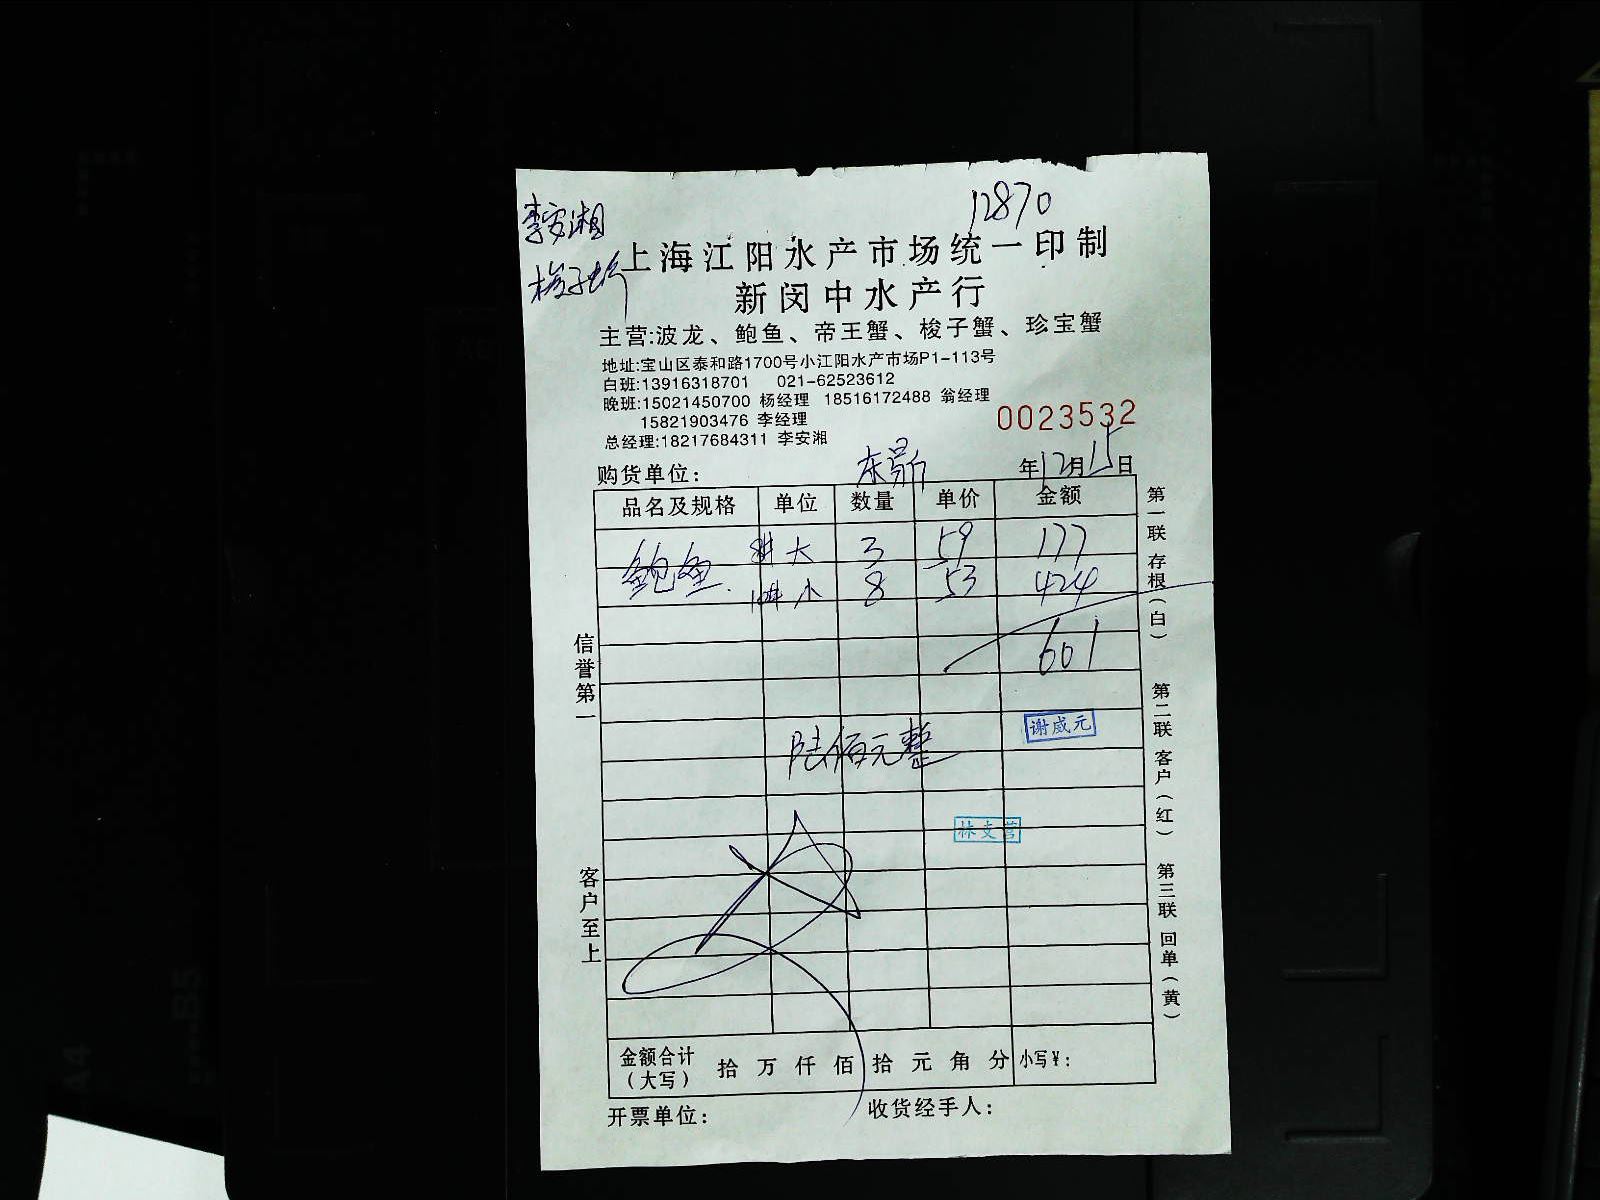 12870
李安湘
梭子蟹
上海江阳水产市场统一印制
新闵中水产行
主营:波龙、鲍鱼、帝王蟹、梭子蟹、珍宝蟹
地址:宝山区泰和路1700号小江阳水产市场P1-113号
白班:13916318701 021-62523612
晚班:15021450700 杨经理 18516172488 翁经理
15821903476 李经理
0023532
总经理:18217684311 李安湘
购货单位: 年12月15日
品名及规格 单位 数量 单价 金额
鲍鱼 大 3 59 177
小 8 53 424
601
陆佰元整
谢威元
林支营
金额合计(大写) 拾 万 仟 佰 拾 元 角 分 小写¥:
开票单位: 收货经手人:
信誉第一
客户至上
第一联 存根(白)
第二联 客户(红)
第三联 回单(黄)
A4
B5